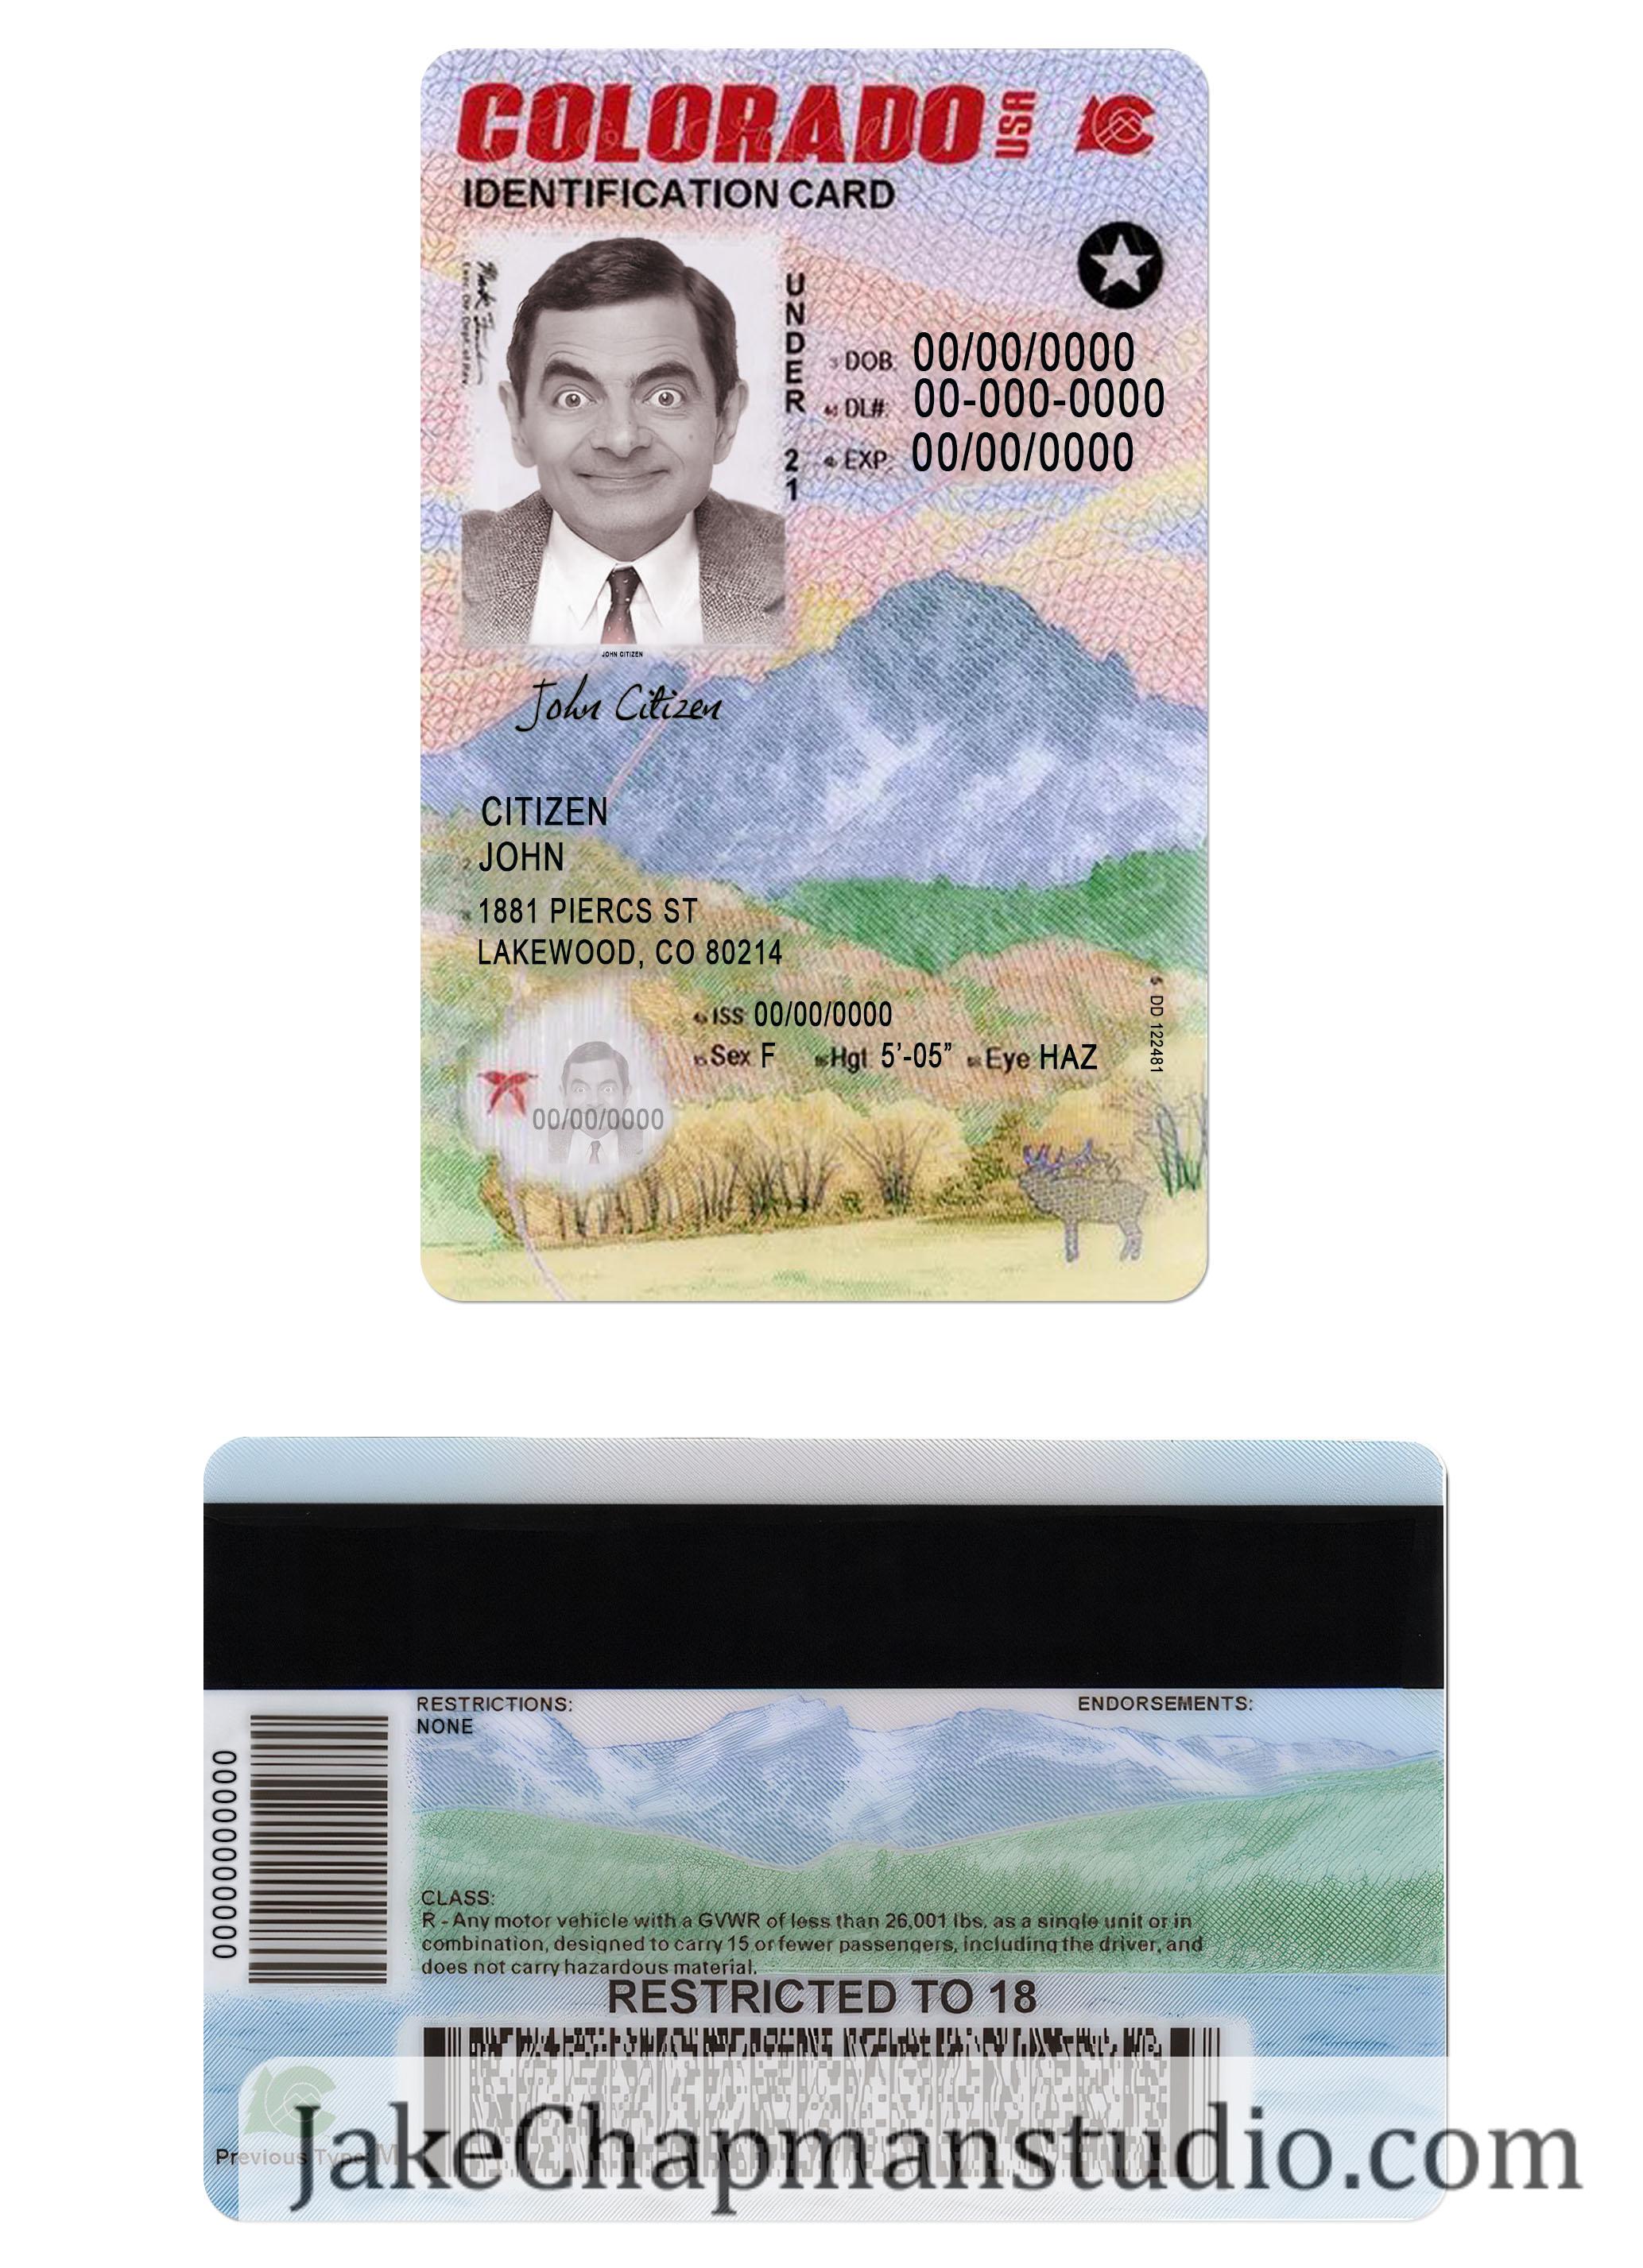 COLORADO USA
IDENTIFICATION CARD
UNDER 21
3 DOB: 00/00/0000
4d DL#: 00-000-0000
EXP: 00/00/0000
JOHN CITIZEN
John Citizen
CITIZEN
2 JOHN
8 1881 PIERCS ST
LAKEWOOD, CO 80214
ISS 00/00/0000
15 Sex F 16 Hgt 5'-05” 18 Eye HAZ
5 DD 122481
00/00/0000
RESTRICTIONS:
NONE
ENDORSEMENTS:
00000000000
CLASS:
R - Any motor vehicle with a GVWR of less than 26,001 lbs. as a single unit or in
combination, designed to carry 15 or fewer passengers, including the driver, and
does not carry hazardous material.
RESTRICTED TO 18
Previous Type: M
JakeChapmanstudio.com